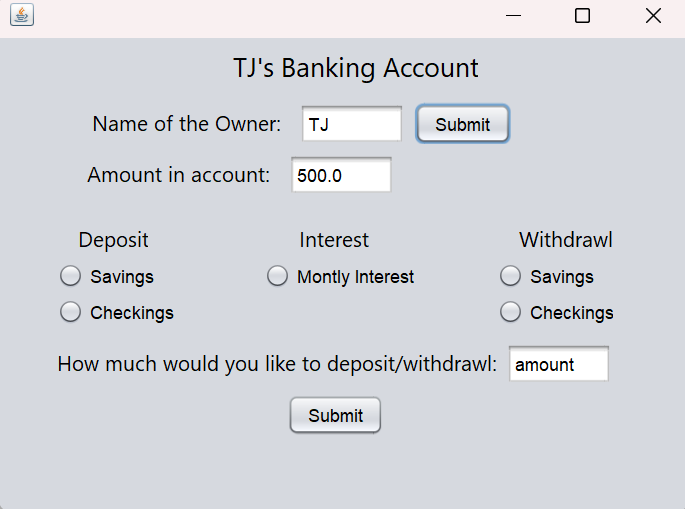 TJ's Banking Account
Name of the Owner: TJ Submit
Amount in account: 500.0
Deposit Interest Withdrawl
Savings Montly Interest Savings
Checkings Checkings
How much would you like to deposit/withdrawl: amount
Submit